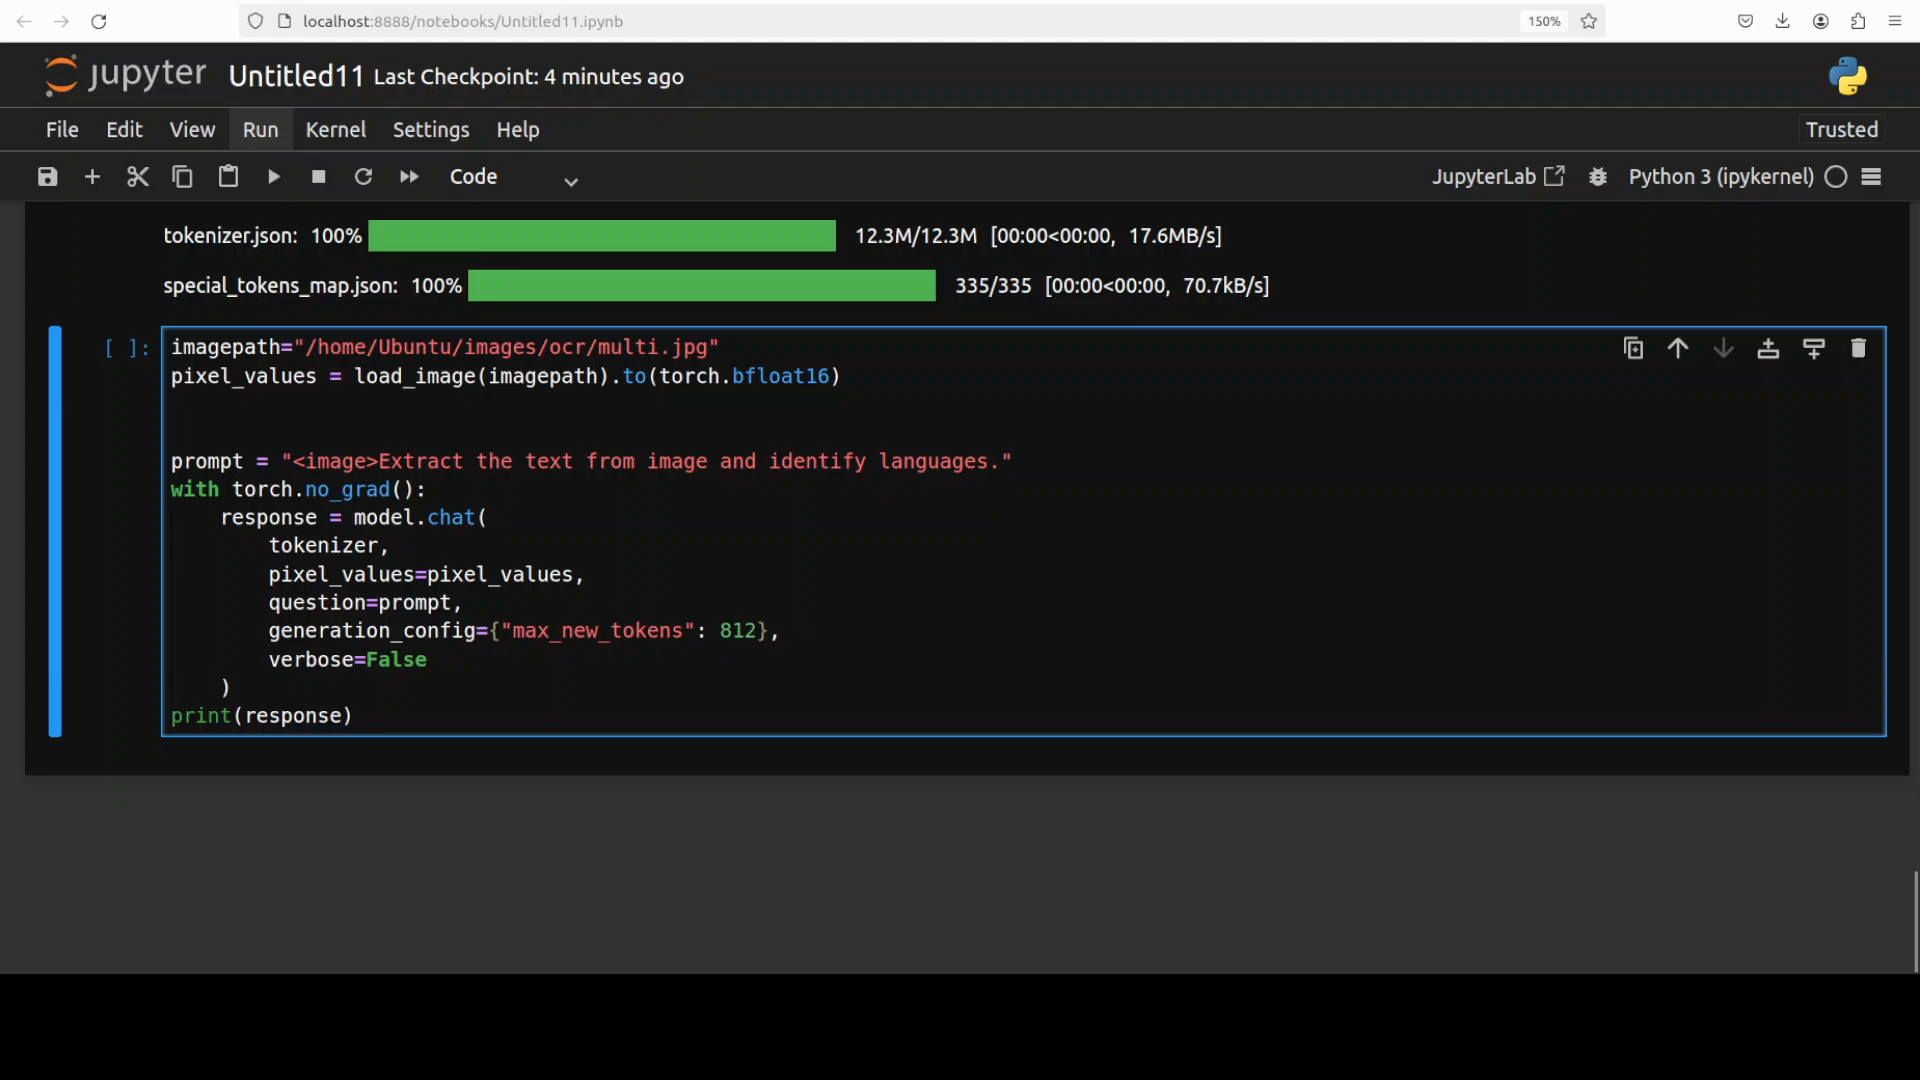 localhost:8888/notebooks/Untitled11.ipynb 150%
jupyter Untitled11 Last Checkpoint: 4 minutes ago
File Edit View Run Kernel Settings Help Trusted
Code JupyterLab Python 3 (ipykernel)
tokenizer.json: 100% 12.3M/12.3M [00:00<00:00, 17.6MB/s]
special_tokens_map.json: 100% 335/335 [00:00<00:00, 70.7kB/s]
[ ]: imagepath="/home/Ubuntu/images/ocr/multi.jpg"
pixel_values = load_image(imagepath).to(torch.bfloat16)
prompt = "<image>Extract the text from image and identify languages."
with torch.no_grad():
    response = model.chat(
        tokenizer,
        pixel_values=pixel_values,
        question=prompt,
        generation_config={"max_new_tokens": 812},
        verbose=False
    )
print(response)